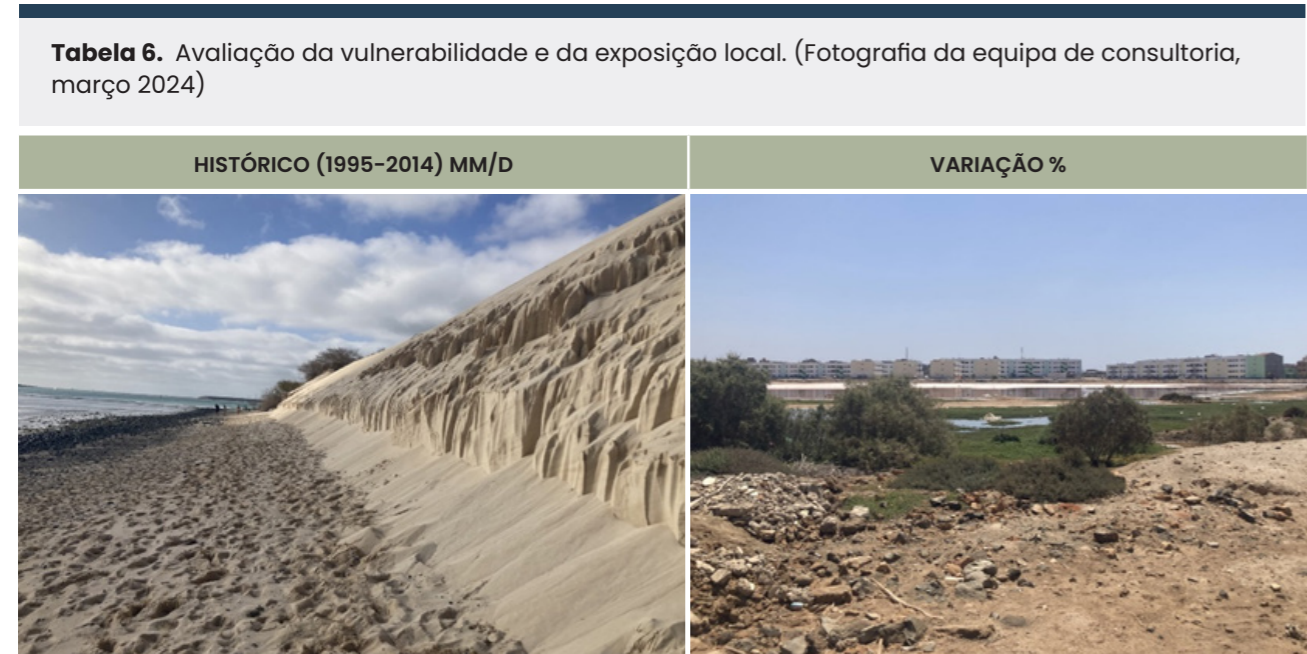 Tabela 6. Avaliação da vulnerabilidade e da exposição local. (Fotografia da equipa de consultoria,
março 2024)
HISTÓRICO (1995-2014) MM/D
VARIAÇÃO %